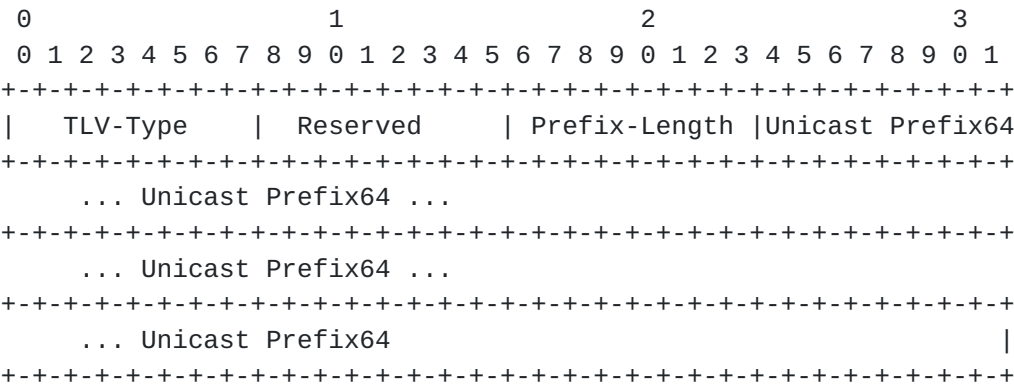 0                   1                   2                   3
 0 1 2 3 4 5 6 7 8 9 0 1 2 3 4 5 6 7 8 9 0 1 2 3 4 5 6 7 8 9 0 1
+-+-+-+-+-+-+-+-+-+-+-+-+-+-+-+-+-+-+-+-+-+-+-+-+-+-+-+-+-+-+-+-+
|   TLV-Type    |  Reserved     | Prefix-Length |Unicast Prefix64
+-+-+-+-+-+-+-+-+-+-+-+-+-+-+-+-+-+-+-+-+-+-+-+-+-+-+-+-+-+-+-+-+
     ... Unicast Prefix64 ...
+-+-+-+-+-+-+-+-+-+-+-+-+-+-+-+-+-+-+-+-+-+-+-+-+-+-+-+-+-+-+-+-+
     ... Unicast Prefix64 ...
+-+-+-+-+-+-+-+-+-+-+-+-+-+-+-+-+-+-+-+-+-+-+-+-+-+-+-+-+-+-+-+-+
     ... Unicast Prefix64                                       |
+-+-+-+-+-+-+-+-+-+-+-+-+-+-+-+-+-+-+-+-+-+-+-+-+-+-+-+-+-+-+-+-+